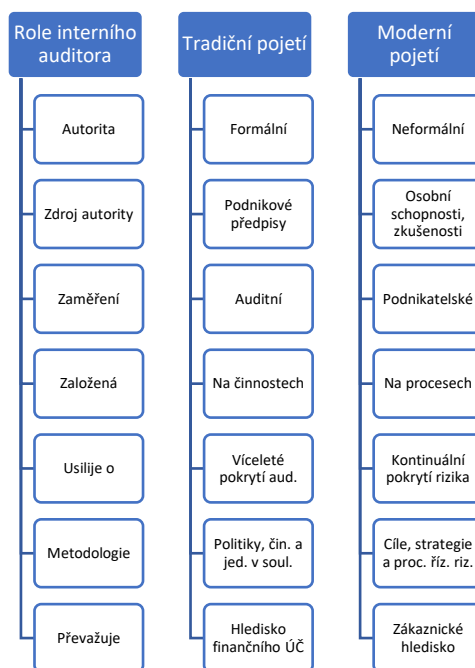 Role interního
auditora
Autorita
Zdroj autority
Zaměření
Založená
Usilije o
Metodologie
Převažuje
Tradiční pojetí
Formální
Podnikové
předpisy
Auditní
Na činnostech
Víceleté
pokrytí aud.
Politiky, čin. a
jed. v soul.
Hledisko
finančního ÚČ
Moderní
pojetí
Neformální
Osobní
schopnosti,
zkušenosti
Podnikatelské
Na procesech
Kontinuální
pokrytí rizika
Cíle, strategie
a proc. říz. riz.
Zákaznické
hledisko